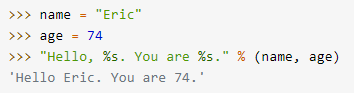 >>> name = "Eric"
>>> age = 74
>>> "Hello, %s. You are %s." % (name, age)
'Hello Eric. You are 74.'